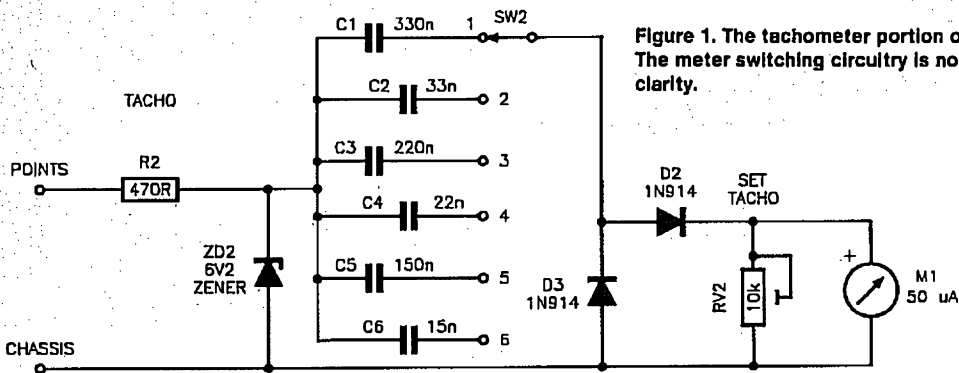 C1 330n
1 SW2
Figure 1. The tachometer portion o
The meter switching circuitry is no
clarity.
TACHO
C2 33n
2
C3 220n
3
POINTS
R2
470R
D2
1N914
SET
TACHO
C4 22n
4
ZD2
6V2
ZENER
C5 150n
5
D3
1N914
RV2
10k
+
M1
50 uA
C6 15n
6
CHASSIS